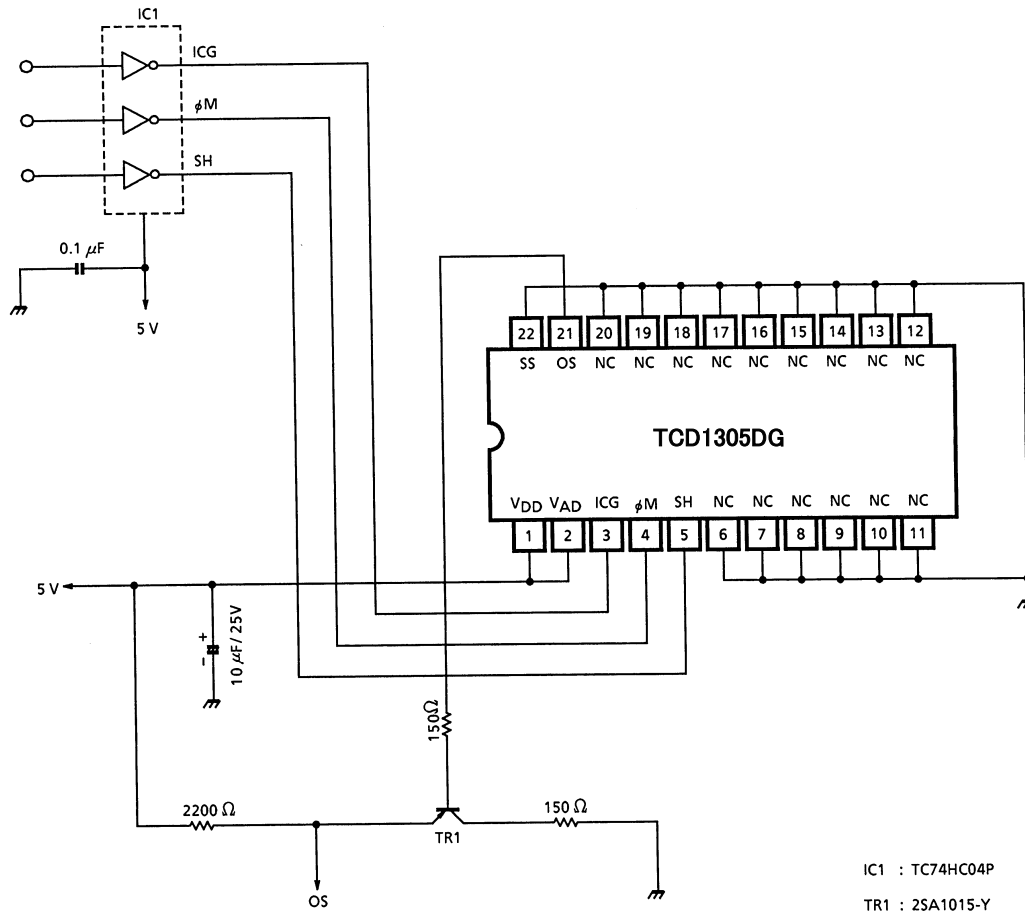 IC1
ICG
ϕM
SH
0.1 μF
5 V
22 21 20 19 18 17 16 15 14 13 12
SS OS NC NC NC NC NC NC NC NC NC
TCD1305DG
VDD VAD ICG ϕM SH NC NC NC NC NC NC
1 2 3 4 5 6 7 8 9 10 11
5 V
+
-
10 μF/25V
150Ω
2200 Ω
150 Ω
TR1
OS
IC1 : TC74HC04P
TR1 : 2SA1015-Y